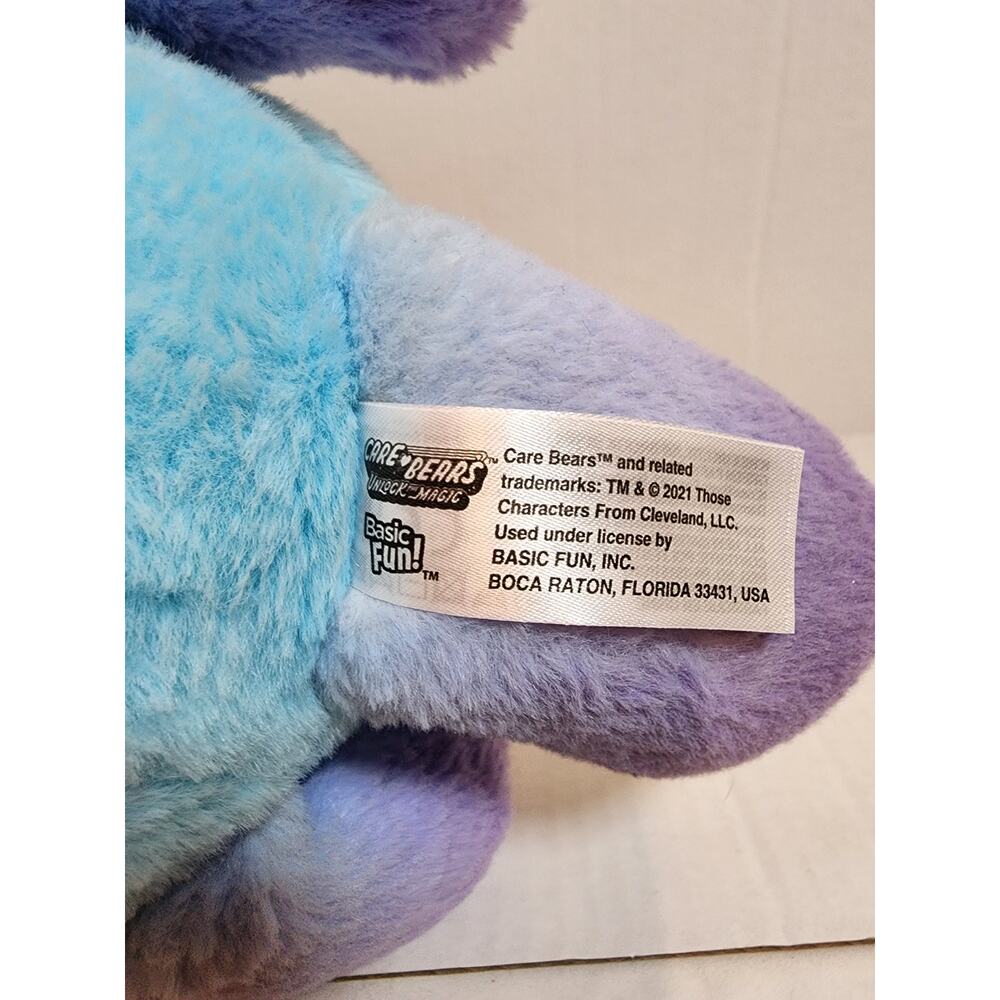 CARE BEARS™
UNLOCK THE MAGIC
Basic
Fun!™
Care Bears™ and related
trademarks: TM & © 2021 Those
Characters From Cleveland, LLC.
Used under license by
BASIC FUN, INC.
BOCA RATON, FLORIDA 33431, USA